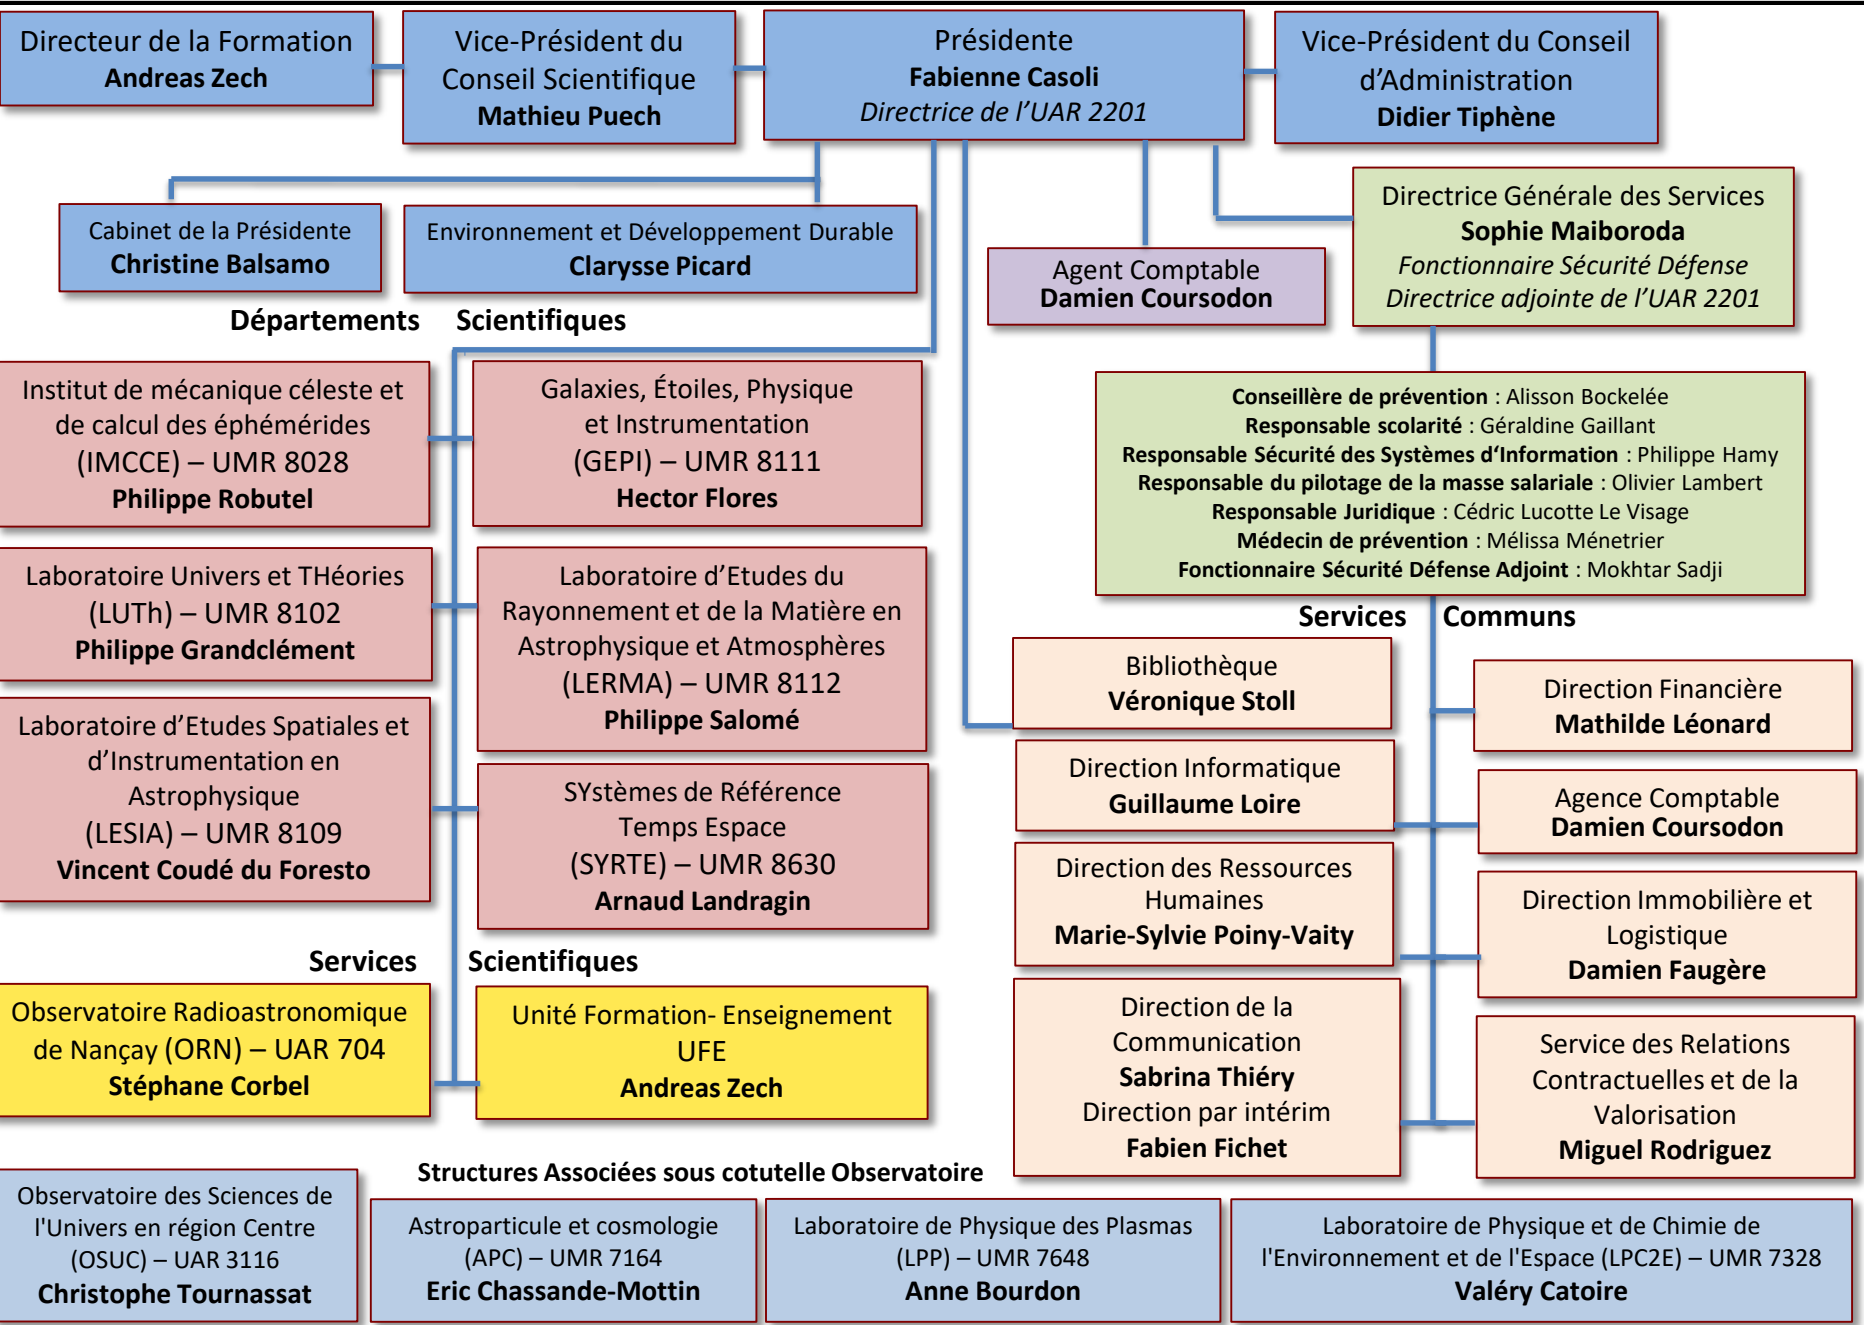 Directeur de la Formation
Andreas Zech
Vice-Président du
Conseil Scientifique
Mathieu Puech
Présidente
Fabienne Casoli
Directrice de l’UAR 2201
Vice-Président du Conseil
d’Administration
Didier Tiphène
Cabinet de la Présidente
Christine Balsamo
Environnement et Développement Durable
Clarysse Picard
Agent Comptable
Damien Coursodon
Directrice Générale des Services
Sophie Maiboroda
Fonctionnaire Sécurité Défense
Directrice adjointe de l’UAR 2201
Départements Scientifiques
Institut de mécanique céleste et
de calcul des éphémérides
(IMCCE) – UMR 8028
Philippe Robutel
Galaxies, Étoiles, Physique
et Instrumentation
(GEPI) – UMR 8111
Hector Flores
Laboratoire Univers et THéories
(LUTh) – UMR 8102
Philippe Grandclément
Laboratoire d’Etudes du
Rayonnement et de la Matière en
Astrophysique et Atmosphères
(LERMA) – UMR 8112
Philippe Salomé
Laboratoire d’Etudes Spatiales et
d’Instrumentation en
Astrophysique
(LESIA) – UMR 8109
Vincent Coudé du Foresto
SYstèmes de Référence
Temps Espace
(SYRTE) – UMR 8630
Arnaud Landragin
Conseillère de prévention : Alisson Bockelée
Responsable scolarité : Géraldine Gaillant
Responsable Sécurité des Systèmes d‘Information : Philippe Hamy
Responsable du pilotage de la masse salariale : Olivier Lambert
Responsable Juridique : Cédric Lucotte Le Visage
Médecin de prévention : Mélissa Ménetrier
Fonctionnaire Sécurité Défense Adjoint : Mokhtar Sadji
Services Communs
Bibliothèque
Véronique Stoll
Direction Financière
Mathilde Léonard
Direction Informatique
Guillaume Loire
Agence Comptable
Damien Coursodon
Direction des Ressources
Humaines
Marie-Sylvie Poiny-Vaity
Direction Immobilière et
Logistique
Damien Faugère
Direction de la
Communication
Sabrina Thiéry
Direction par intérim
Fabien Fichet
Service des Relations
Contractuelles et de la
Valorisation
Miguel Rodriguez
Services Scientifiques
Observatoire Radioastronomique
de Nançay (ORN) – UAR 704
Stéphane Corbel
Unité Formation- Enseignement
UFE
Andreas Zech
Structures Associées sous cotutelle Observatoire
Observatoire des Sciences de
l'Univers en région Centre
(OSUC) – UAR 3116
Christophe Tournassat
Astroparticule et cosmologie
(APC) – UMR 7164
Eric Chassande-Mottin
Laboratoire de Physique des Plasmas
(LPP) – UMR 7648
Anne Bourdon
Laboratoire de Physique et de Chimie de
l'Environnement et de l'Espace (LPC2E) – UMR 7328
Valéry Catoire